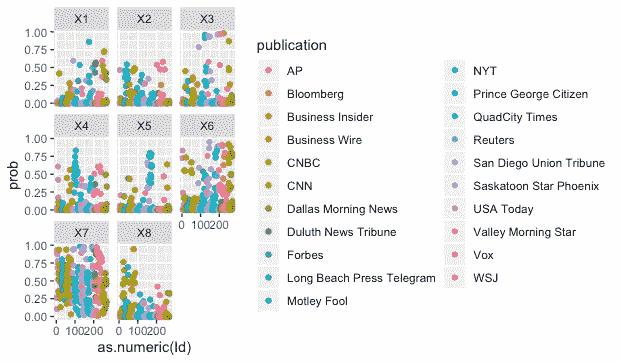 X1 X2 X3
1.00
0.75
0.50
0.25
0.00
X4 X5 X6
1.00
0.75
0.50
0.25
0.00
0 100200
X7 X8
1.00
0.75
0.50
0.25
0.00
0 100200 0 100200
prob
as.numeric(Id)
publication
AP
Bloomberg
Business Insider
Business Wire
CNBC
CNN
Dallas Morning News
Duluth News Tribune
Forbes
Long Beach Press Telegram
Motley Fool
NYT
Prince George Citizen
QuadCity Times
Reuters
San Diego Union Tribune
Saskatoon Star Phoenix
USA Today
Valley Morning Star
Vox
WSJ